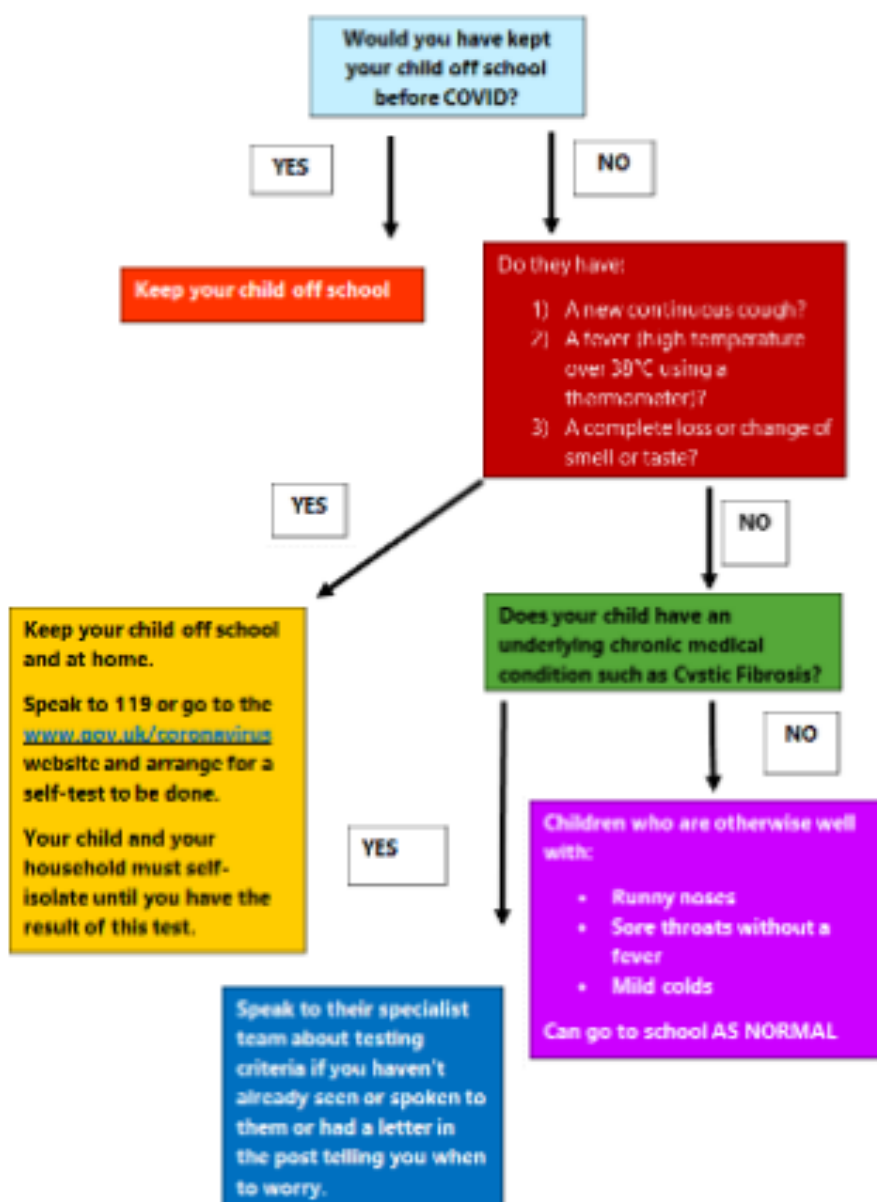 Would you have kept
your child off school
before COVID?
YES
NO
Keep your child off school
Do they have:
1) A new continuous cough?
2) A fever (high temperature
over 38°C using a
thermometer)?
3) A complete loss or change of
smell or taste?
YES
NO
Keep your child off school
and at home.
Speak to 119 or go to the
www.gov.uk/coronavirus
website and arrange for a
self-test to be done.
Your child and your
household must self-
isolate until you have the
result of this test.
Does your child have an
underlying chronic medical
condition such as Cystic Fibrosis?
YES
NO
Children who are otherwise well
with:
• Runny noses
• Sore throats without a
fever
• Mild colds
Can go to school AS NORMAL
Speak to their specialist
team about testing
criteria if you haven't
already seen or spoken to
them or had a letter in
the post telling you when
to worry.